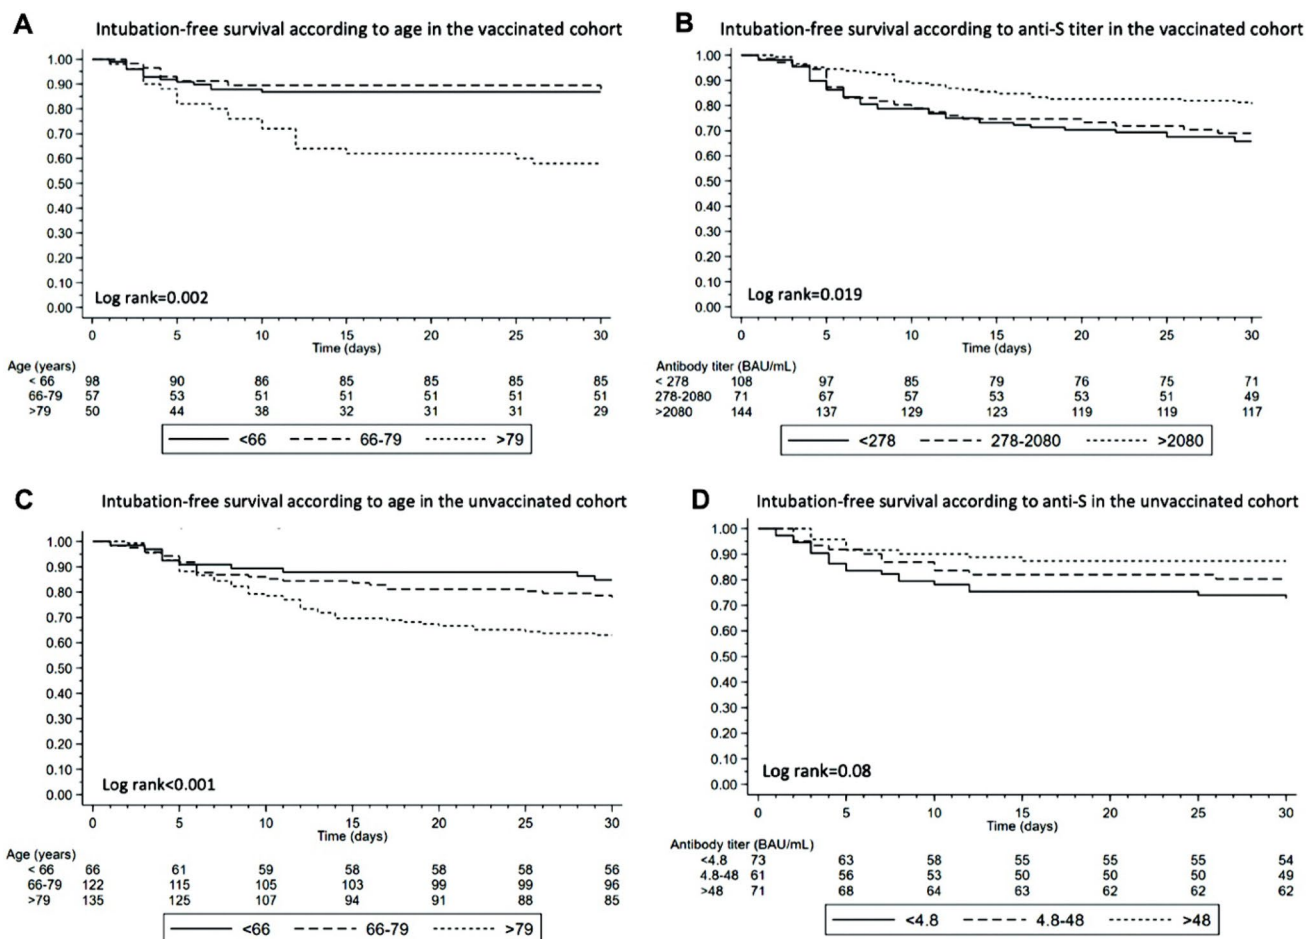 A
Intubation-free survival according to age in the vaccinated cohort
1.00
0.90
0.80
0.70
0.60
0.50
0.40
0.30
0.20
0.10
0.00
Log rank=0.002
0 5 10 15 20 25 30
Time (days)
Age (years)
< 66 98 90 86 85 85 85 85
66-79 57 53 51 51 51 51 51
>79 50 44 38 32 31 31 29
<66 66-79 >79
B
Intubation-free survival according to anti-S titer in the vaccinated cohort
1.00
0.90
0.80
0.70
0.60
0.50
0.40
0.30
0.20
0.10
0.00
Log rank=0.019
0 5 10 15 20 25 30
Time (days)
Antibody titer (BAU/mL)
< 278 108 97 85 79 76 75 71
278-2080 71 67 57 53 53 51 49
>2080 144 137 129 123 119 119 117
<278 278-2080 >2080
C
Intubation-free survival according to age in the unvaccinated cohort
1.00
0.90
0.80
0.70
0.60
0.50
0.40
0.30
0.20
0.10
0.00
Log rank<0.001
0 5 10 15 20 25 30
Time (days)
Age (years)
< 66 66 61 59 58 58 58 56
66-79 122 115 105 103 99 99 96
>79 135 125 107 94 91 88 85
<66 66-79 >79
D
Intubation-free survival according to anti-S in the unvaccinated cohort
1.00
0.90
0.80
0.70
0.60
0.50
0.40
0.30
0.20
0.10
0.00
Log rank=0.08
0 5 10 15 20 25 30
Time (days)
Antibody titer (BAU/mL)
<4.8 73 63 58 55 55 55 54
4.8-48 61 56 53 50 50 50 49
>48 71 68 64 63 62 62 62
<4.8 4.8-48 >48